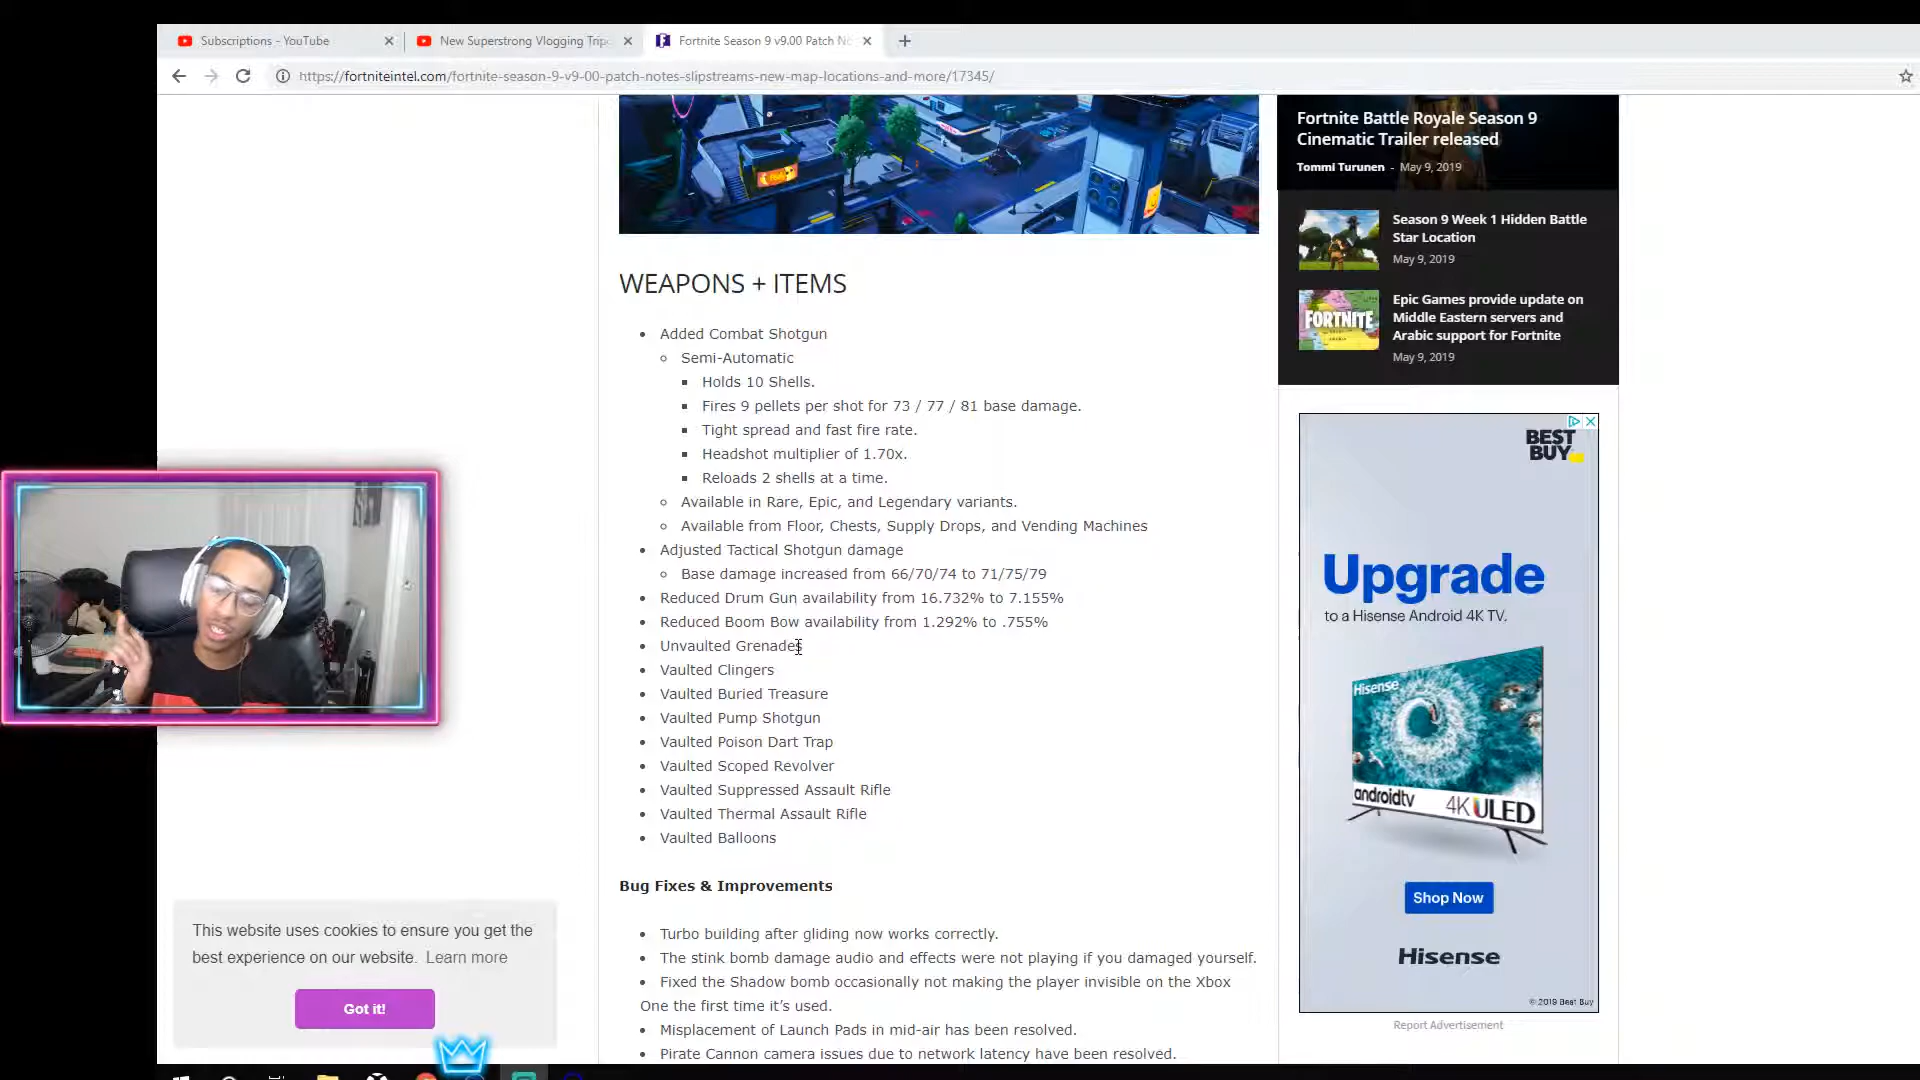 Subscriptions - YouTube
New Superstrong Vlogging Trip
Fortnite Season 9 v9.00 Patch No
https://fortniteintel.com/fortnite-season-9-v9-00-patch-notes-slipstreams-new-map-locations-and-more/17345/
WEAPONS + ITEMS
Added Combat Shotgun
Semi-Automatic
Holds 10 Shells.
Fires 9 pellets per shot for 73 / 77 / 81 base damage.
Tight spread and fast fire rate.
Headshot multiplier of 1.70x.
Reloads 2 shells at a time.
Available in Rare, Epic, and Legendary variants.
Available from Floor, Chests, Supply Drops, and Vending Machines
Adjusted Tactical Shotgun damage
Base damage increased from 66/70/74 to 71/75/79
Reduced Drum Gun availability from 16.732% to 7.155%
Reduced Boom Bow availability from 1.292% to .755%
Unvaulted Grenades
Vaulted Clingers
Vaulted Buried Treasure
Vaulted Pump Shotgun
Vaulted Poison Dart Trap
Vaulted Scoped Revolver
Vaulted Suppressed Assault Rifle
Vaulted Thermal Assault Rifle
Vaulted Balloons
Bug Fixes & Improvements
Turbo building after gliding now works correctly.
The stink bomb damage audio and effects were not playing if you damaged yourself.
Fixed the Shadow bomb occasionally not making the player invisible on the Xbox
One the first time it’s used.
Misplacement of Launch Pads in mid-air has been resolved.
Pirate Cannon camera issues due to network latency have been resolved.
Fortnite Battle Royale Season 9
Cinematic Trailer released
Tommi Turunen - May 9, 2019
Season 9 Week 1 Hidden Battle
Star Location
May 9, 2019
FORTNITE
Epic Games provide update on
Middle Eastern servers and
Arabic support for Fortnite
May 9, 2019
BEST
BUY
Upgrade
to a Hisense Android 4K TV.
Hisense
androidtv
4K ULED
Shop Now
Hisense
© 2019 Best Buy
Report Advertisement
This website uses cookies to ensure you get the
best experience on our website. Learn more
Got it!